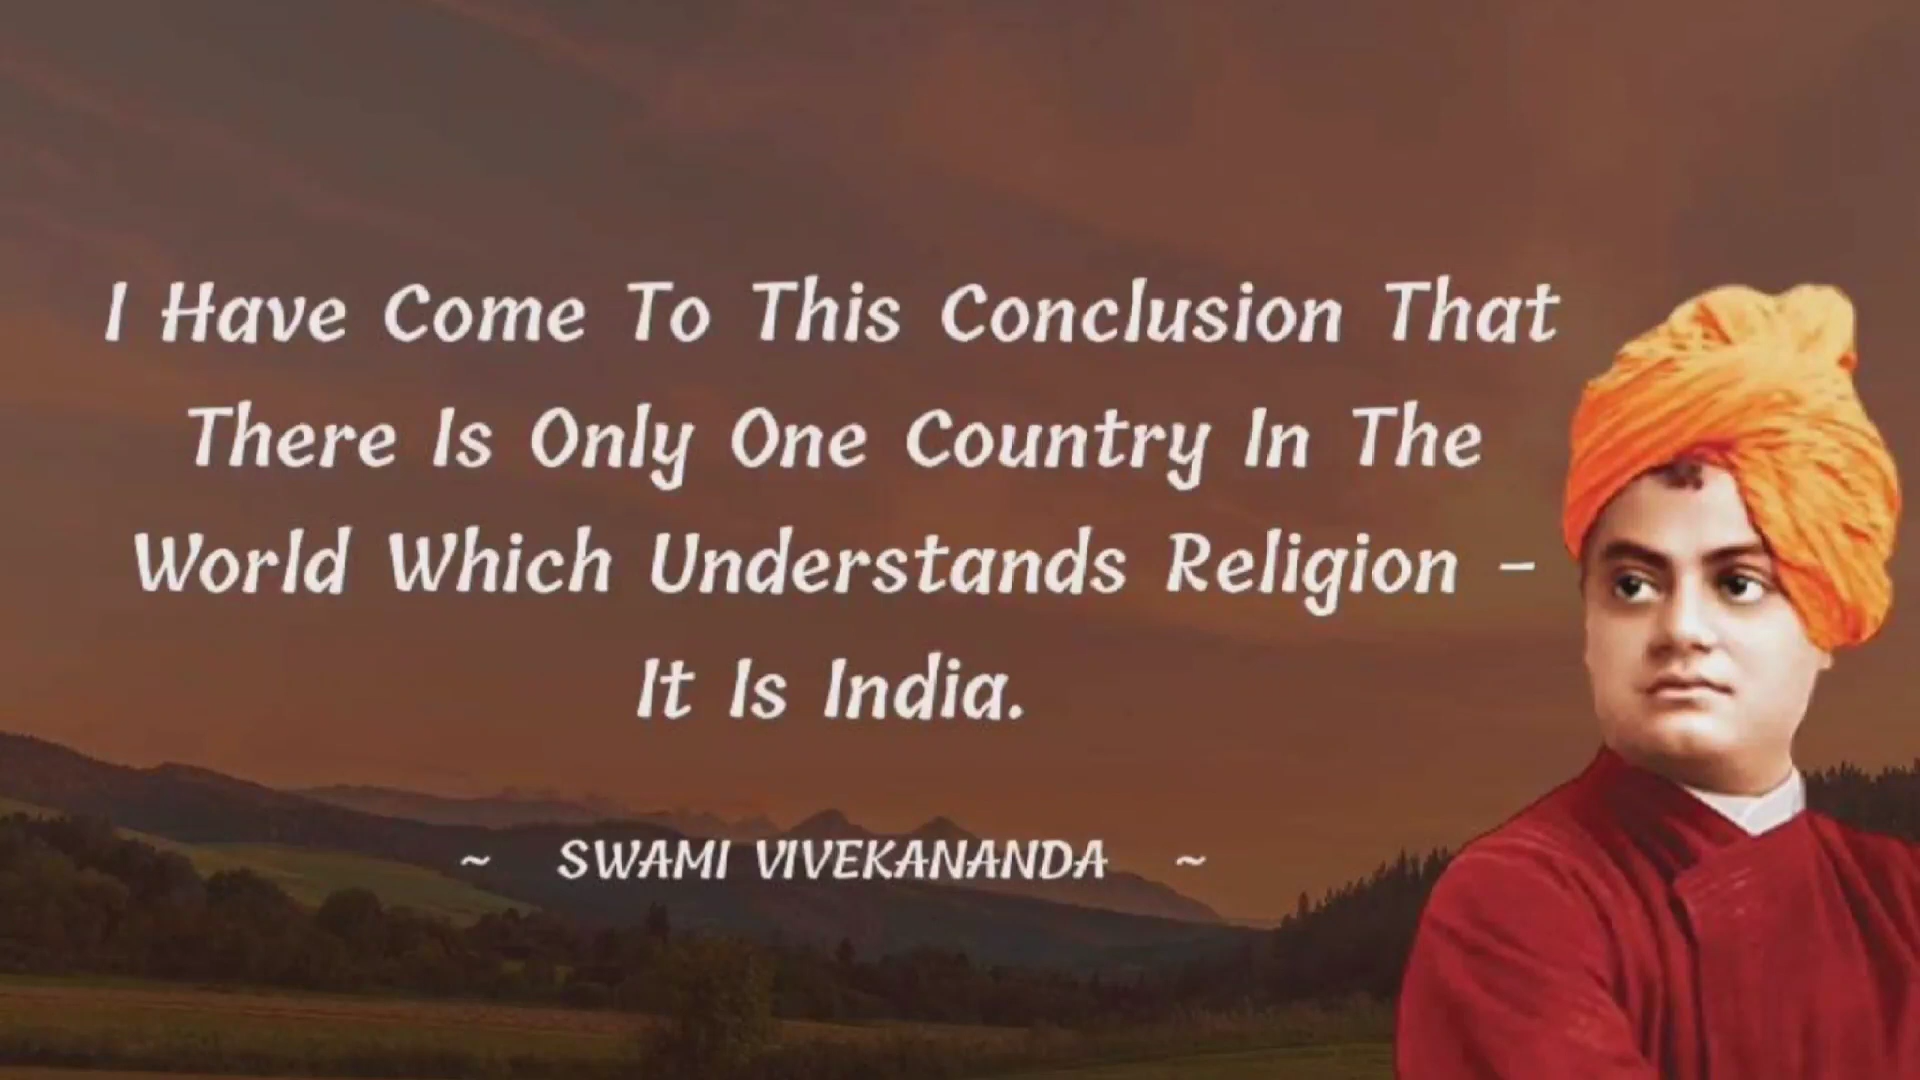 I Have Come To This Conclusion That
There Is Only One Country In The
World Which Understands Religion –
It Is India.
~ SWAMI VIVEKANANDA ~